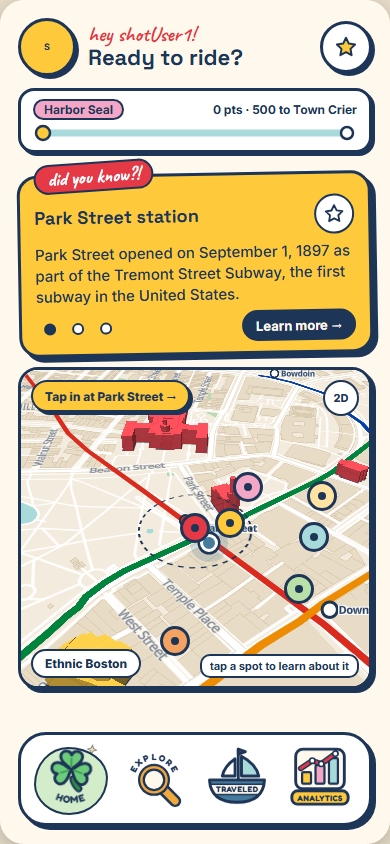 S
hey shotUser1!
Ready to ride?
Harbor Seal
0 pts · 500 to Town Crier
did you know?!
Park Street station
Park Street opened on September 1, 1897 as
part of the Tremont Street Subway, the first
subway in the United States.
Learn more →
Bowdoin
Tap in at Park Street →
2D
Walnut Street
Beacon Street
Park Street
Down
Temple Place
West Street
Ethnic Boston
tap a spot to learn about it
HOME
EXPLORE
TRAVELED
ANALYTICS